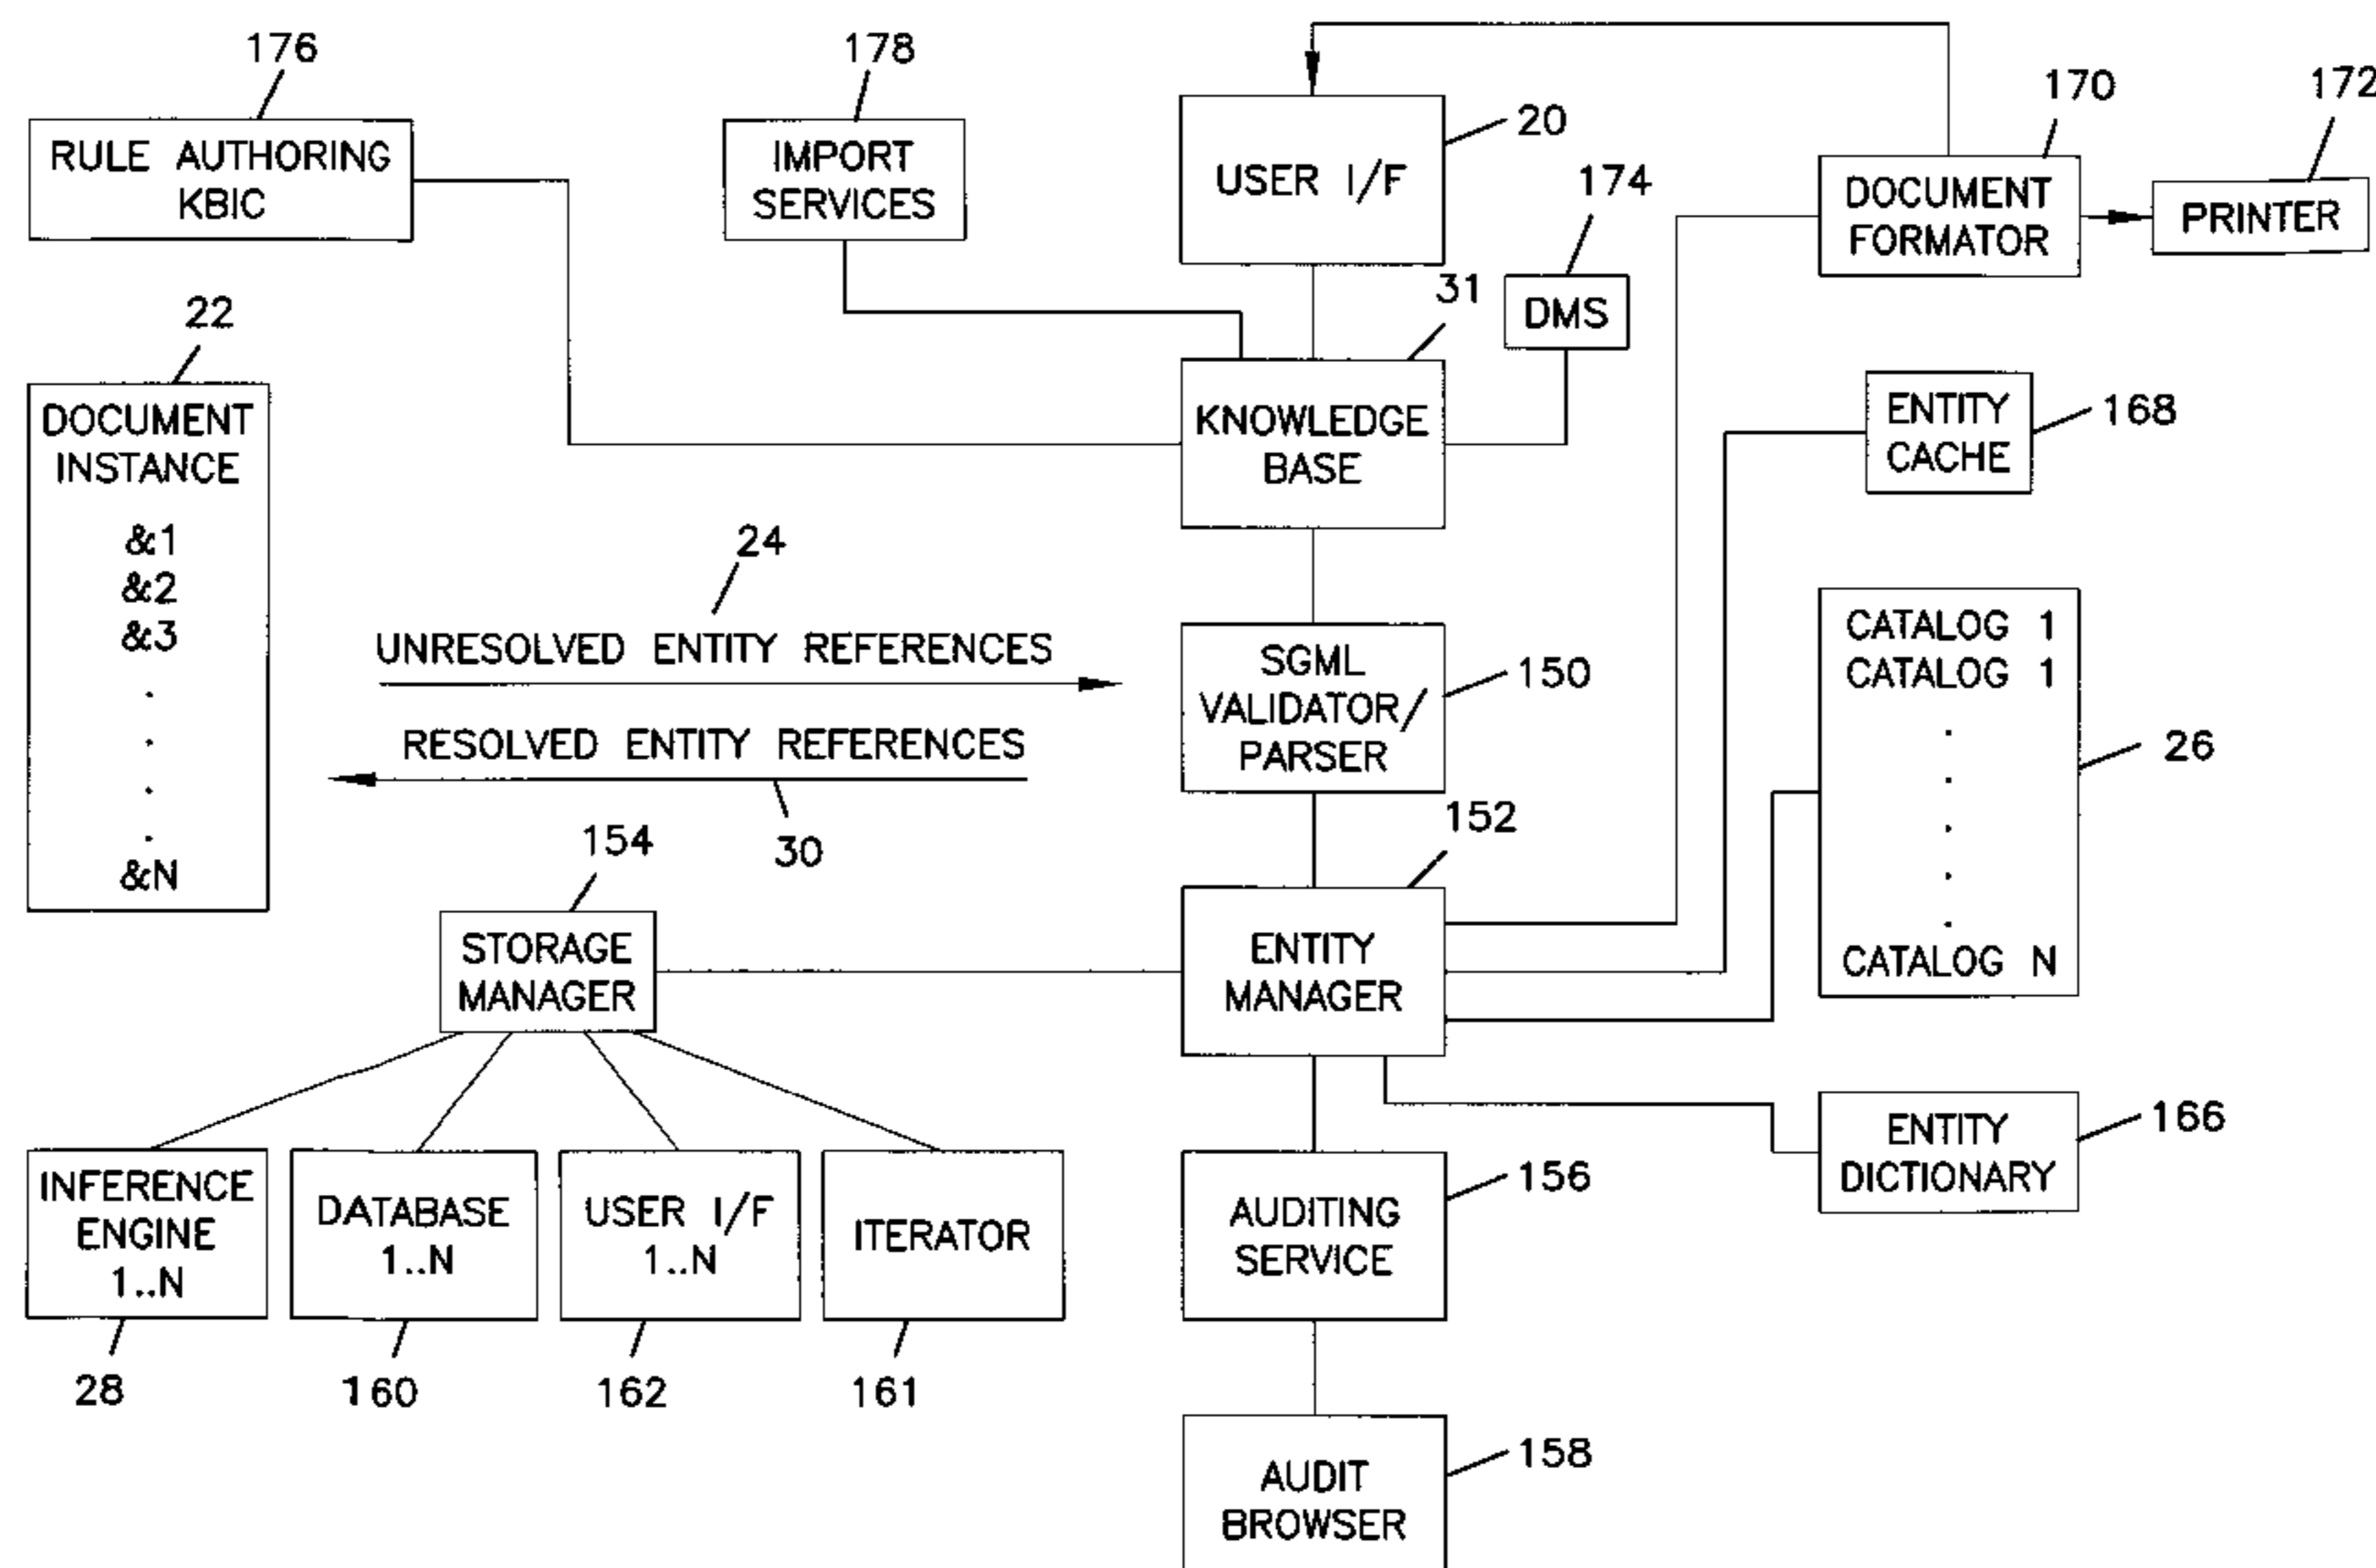 176
178
170
172
RULE AUTHORING
KBIC
IMPORT
SERVICES
USER I/F
20
174
DOCUMENT
FORMATOR
PRINTER
22
31
DMS
DOCUMENT
INSTANCE
&1
&2
&3
.
.
.
.
&N
KNOWLEDGE
BASE
ENTITY
CACHE
168
24
UNRESOLVED ENTITY REFERENCES
RESOLVED ENTITY REFERENCES
30
SGML
VALIDATOR/
PARSER
150
CATALOG 1
CATALOG 1
.
.
.
.
.
CATALOG N
26
154
152
STORAGE
MANAGER
ENTITY
MANAGER
INFERENCE
ENGINE
1..N
DATABASE
1..N
USER I/F
1..N
ITERATOR
AUDITING
SERVICE
156
ENTITY
DICTIONARY
166
28
160
162
161
AUDIT
BROWSER
158